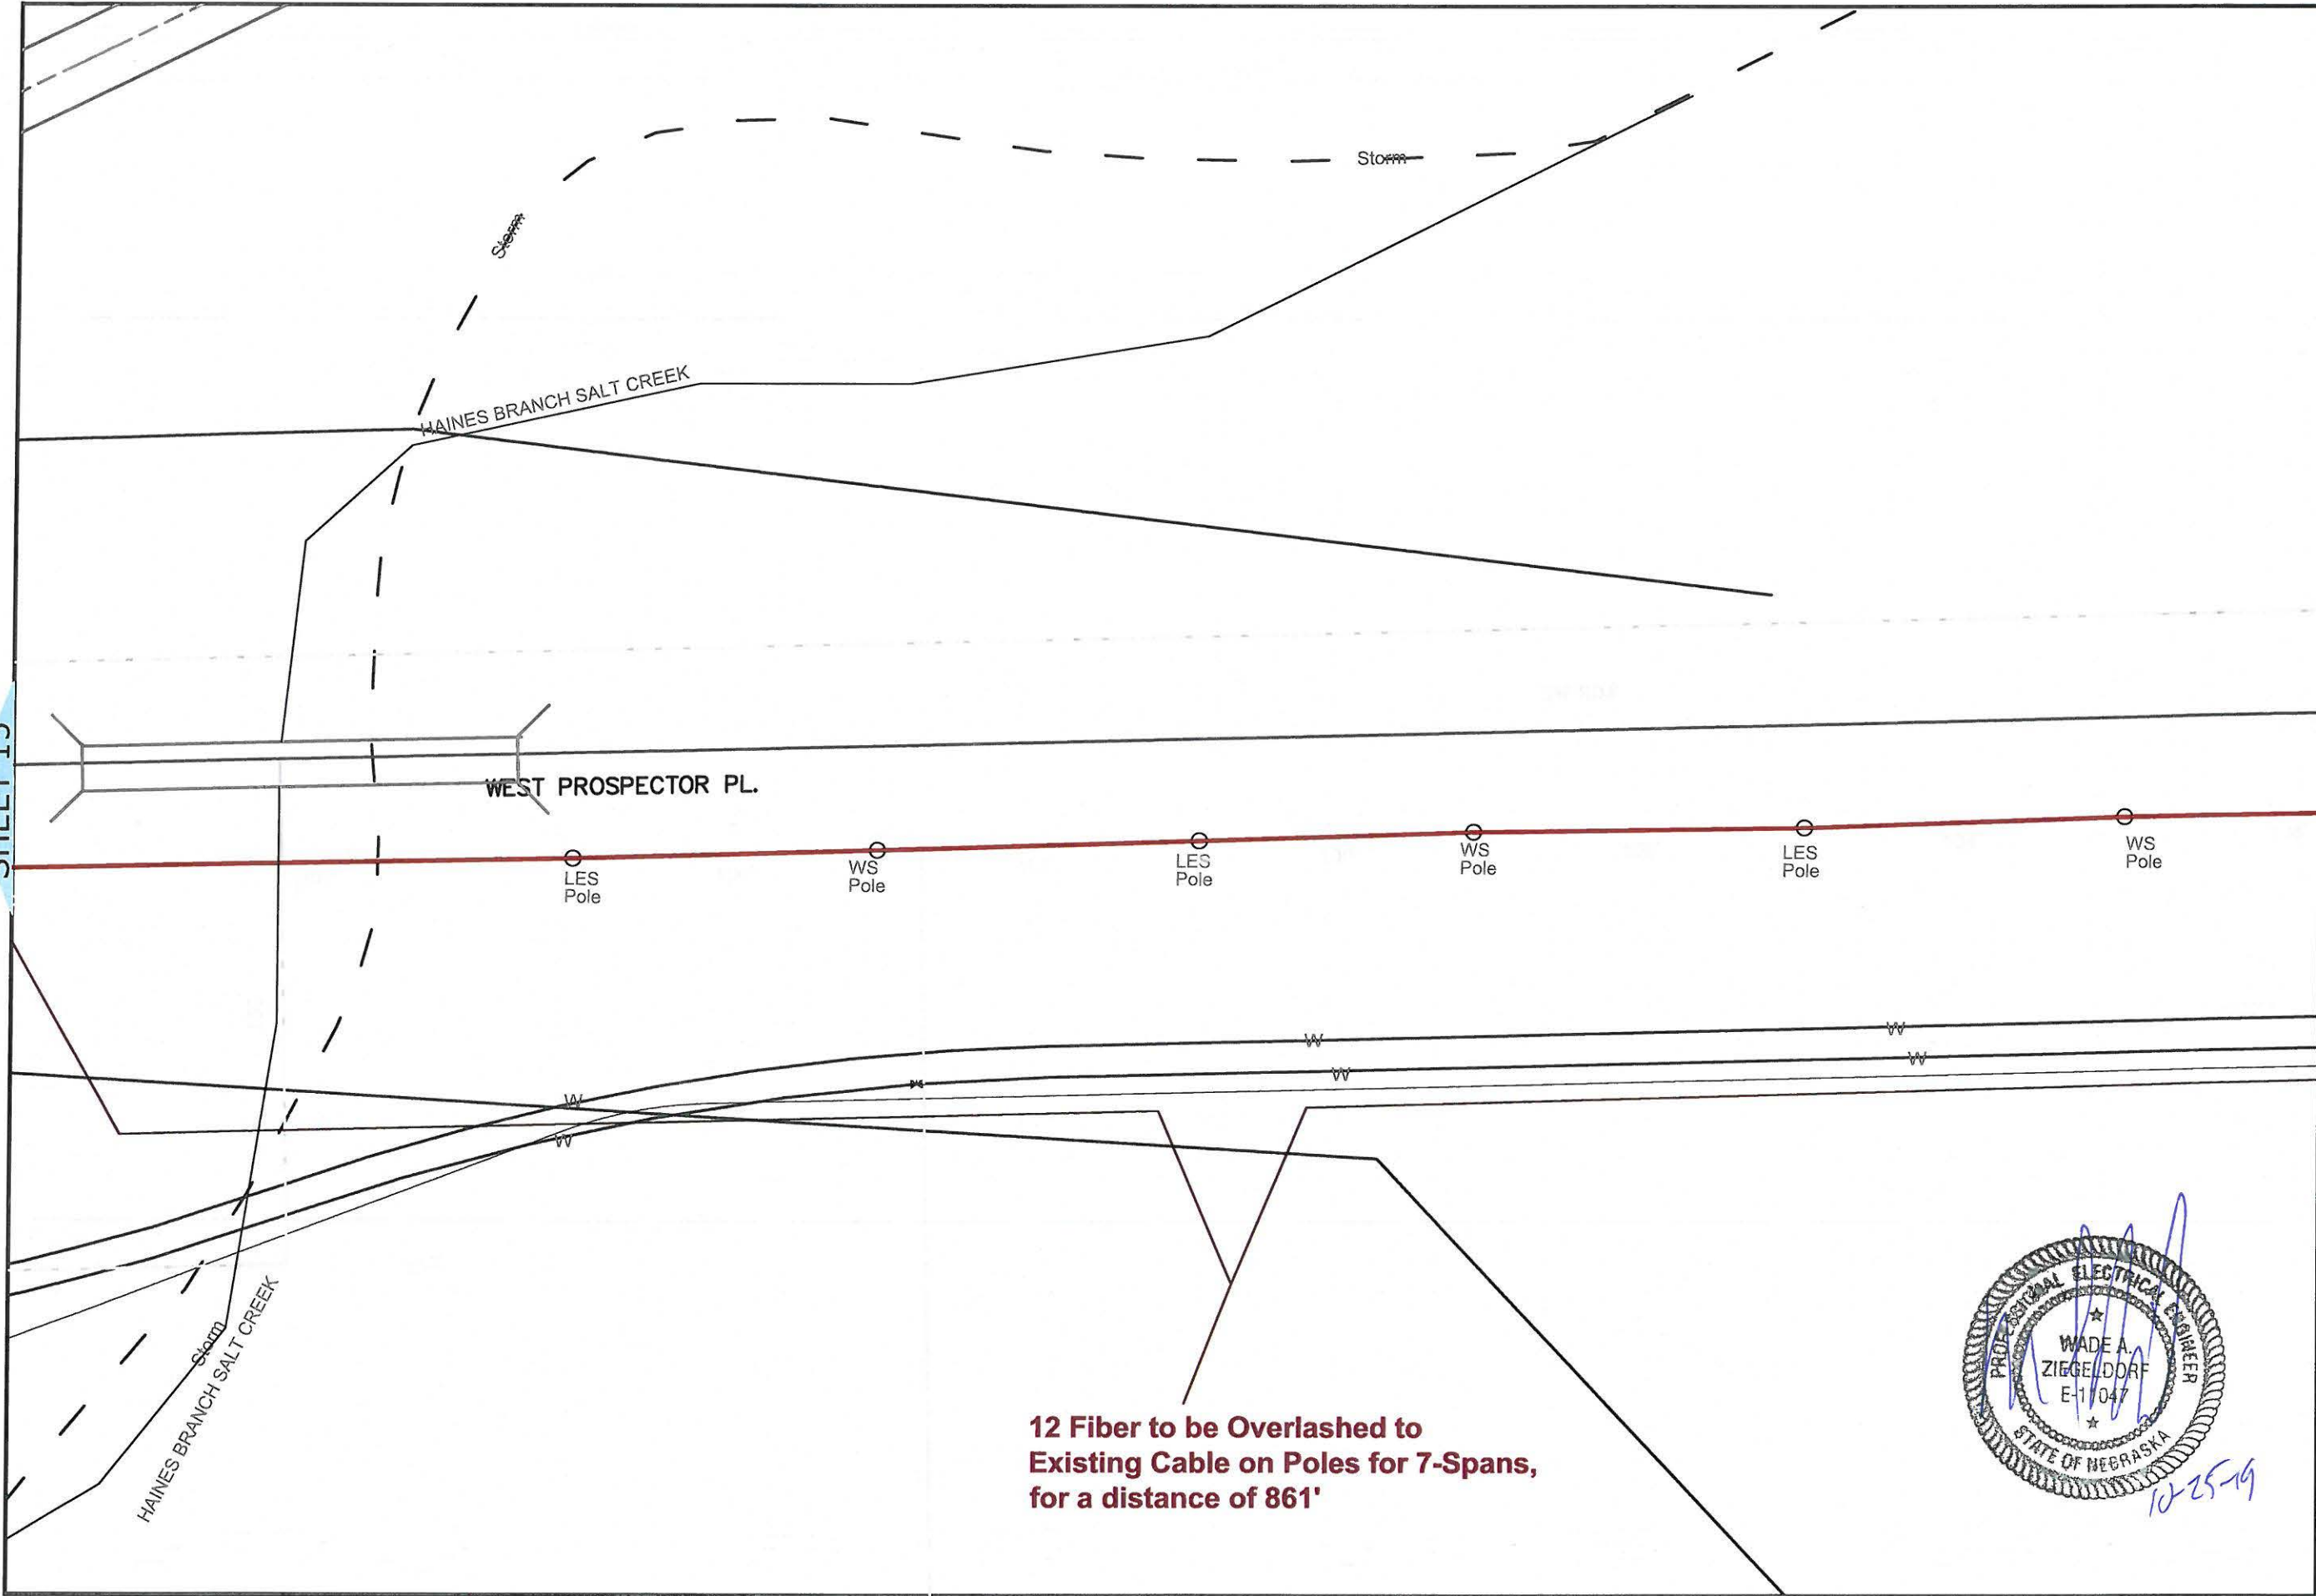 Storm
Storm
HAINES BRANCH SALT CREEK
WEST PROSPECTOR PL.
LES
Pole
WS
Pole
LES
Pole
WS
Pole
LES
Pole
WS
Pole
W
W
W
W
W
W
W
Storm
HAINES BRANCH SALT CREEK
12 Fiber to be Overlashed to
Existing Cable on Poles for 7-Spans,
for a distance of 861'
PROFESSIONAL ELECTRICAL ENGINEER
WADE A.
ZIEGELDORF
E-11047
STATE OF NEBRASKA
10-25-19